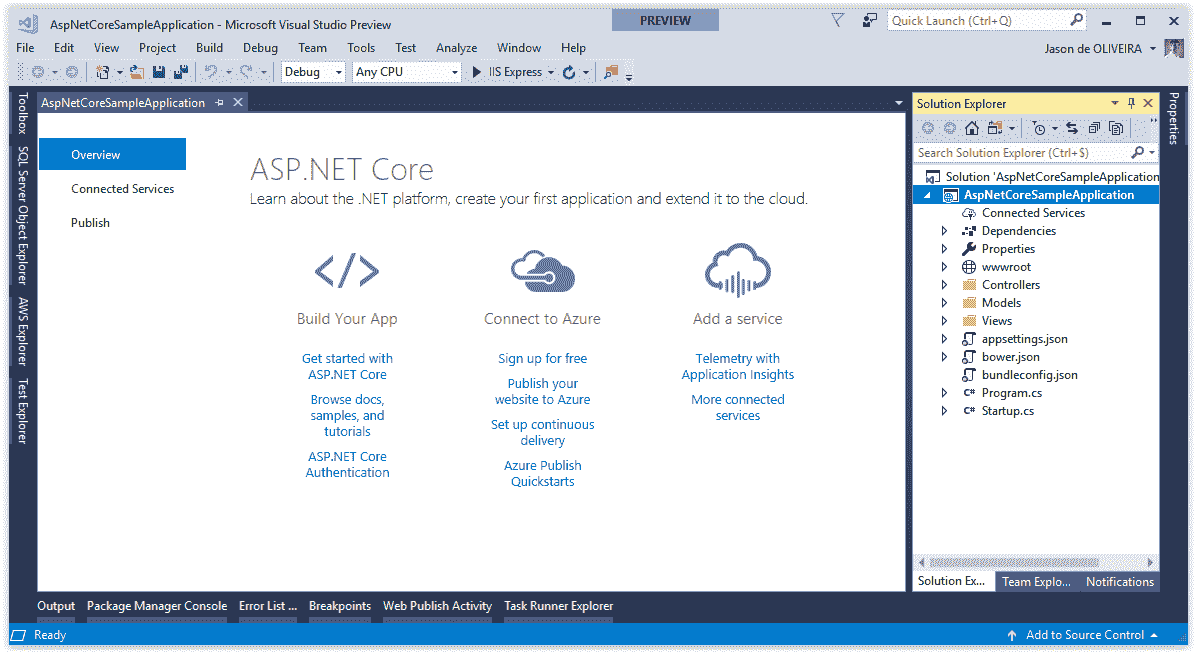 AspNetCoreSampleApplication - Microsoft Visual Studio Preview
PREVIEW
Quick Launch (Ctrl+Q)
File Edit View Project Build Debug Team Tools Test Analyze Window Help
Jason de OLIVEIRA
Debug Any CPU IIS Express
Toolbox
SQL Server Object Explorer
AWS Explorer
Test Explorer
AspNetCoreSampleApplication
Overview
Connected Services
Publish
ASP.NET Core
Learn about the .NET platform, create your first application and extend it to the cloud.
Build Your App
Get started with
ASP.NET Core
Browse docs,
samples, and
tutorials
ASP.NET Core
Authentication
Connect to Azure
Sign up for free
Publish your
website to Azure
Set up continuous
delivery
Azure Publish
Quickstarts
Add a service
Telemetry with
Application Insights
More connected
services
Solution Explorer
Search Solution Explorer (Ctrl+$)
Solution 'AspNetCoreSampleApplication
AspNetCoreSampleApplication
Connected Services
Dependencies
Properties
wwwroot
Controllers
Models
Views
appsettings.json
bower.json
bundleconfig.json
C# Program.cs
C# Startup.cs
Solution Ex... Team Explo... Notifications
Properties
Output Package Manager Console Error List ... Breakpoints Web Publish Activity Task Runner Explorer
Ready
Add to Source Control